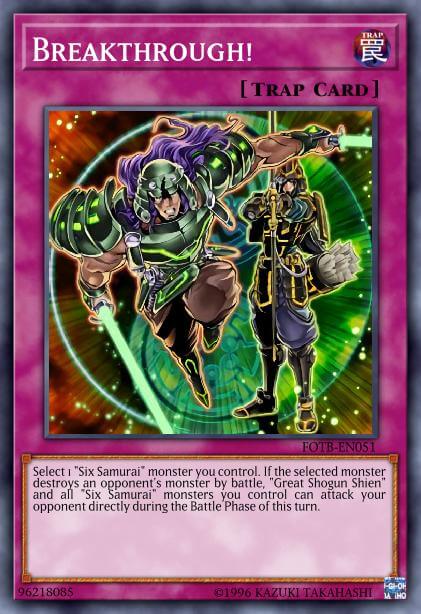 BREAKTHROUGH!
TRAP
罠
[TRAP CARD]
FOTB-EN051
Select 1 "Six Samurai" monster you control. If the selected monster
destroys an opponent's monster by battle, "Great Shogun Shien"
and all "Six Samurai" monsters you control can attack your
opponent directly during the Battle Phase of this turn.
96218085
©1996 KAZUKI TAKAHASHI